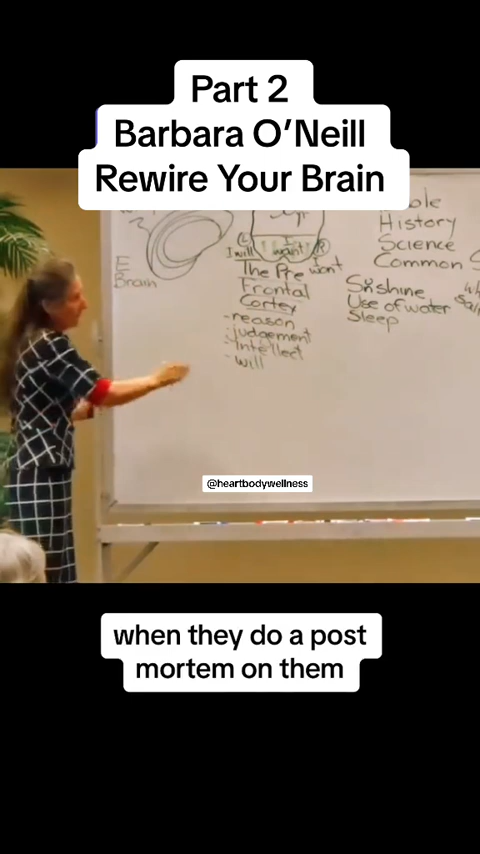 Part 2
Barbara O'Neill
Rewire Your Brain
History
Science
Common
I will
want
won't
The Pre
Frontal
Cortex
- reason
- judgement
- Intellect
- will
E
Brain
Sunshine
Use of water
Sleep
@heartbodywellness
when they do a post
mortem on them